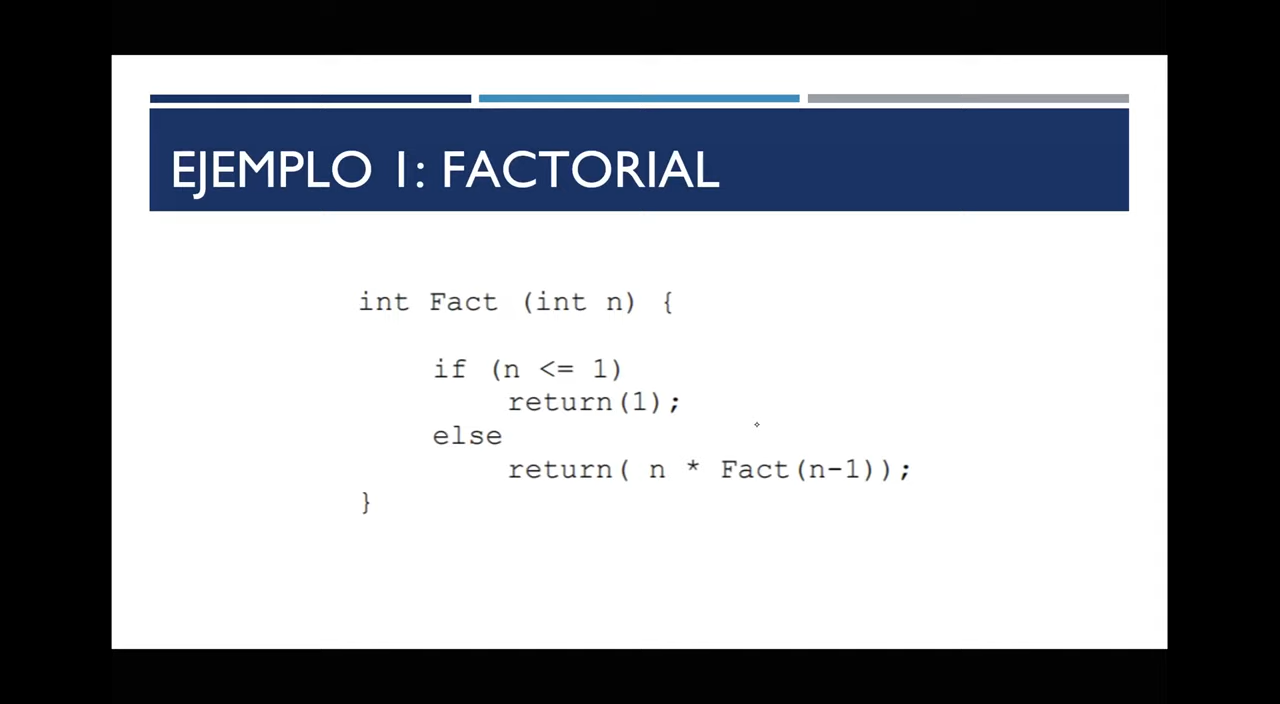 EJEMPLO 1: FACTORIAL
int Fact (int n) {
if (n <= 1)
return(1);
else
return( n * Fact(n-1));
}